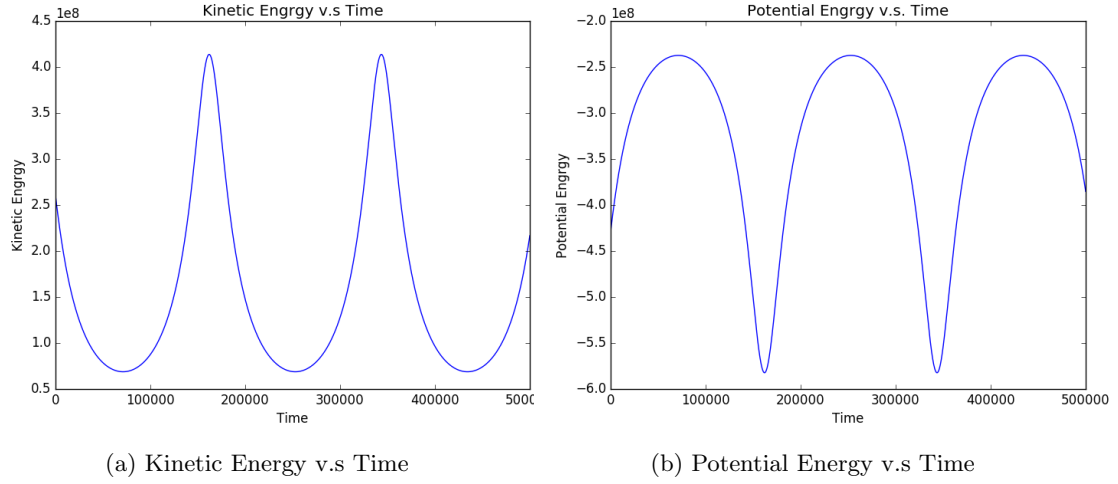 Kinetic Engrgy v.s Time
1e8
4.5
4.0
3.5
3.0
2.5
2.0
1.5
1.0
0.5
Kinetic Engrgy
0 100000 200000 300000 400000 50000
Time
(a) Kinetic Energy v.s Time
Potential Engrgy v.s. Time
1e8
−2.0
−2.5
−3.0
−3.5
−4.0
−4.5
−5.0
−5.5
−6.0
Potential Engrgy
0 100000 200000 300000 400000 500000
Time
(b) Potential Energy v.s Time